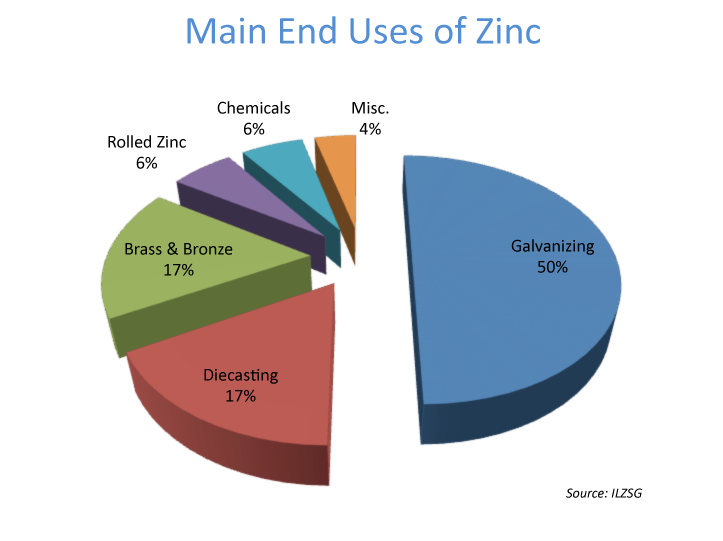 Main End Uses of Zinc
Chemicals
6%
Misc.
4%
Rolled Zinc
6%
Brass & Bronze
17%
Galvanizing
50%
Diecasting
17%
Source: ILZSG